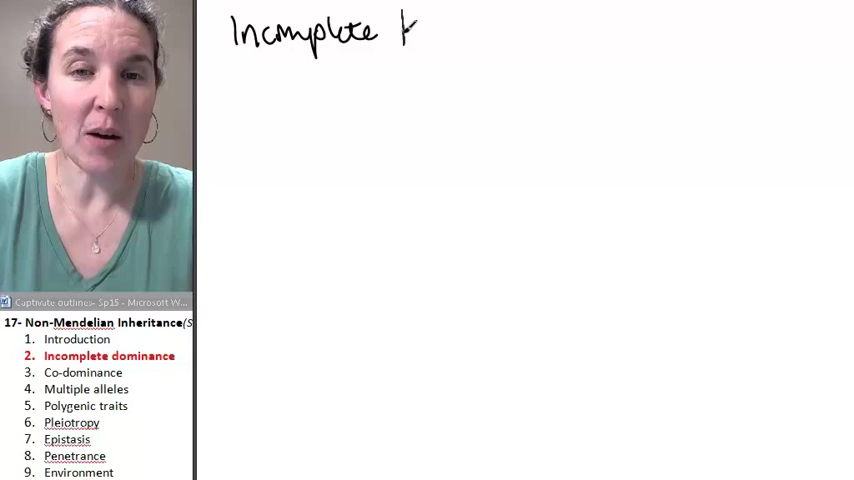 Incomplete
Captivate outlines- Sp15 - Microsoft W...
17- Non-Mendelian Inheritance(S
1. Introduction
2. Incomplete dominance
3. Co-dominance
4. Multiple alleles
5. Polygenic traits
6. Pleiotropy
7. Epistasis
8. Penetrance
9. Environment